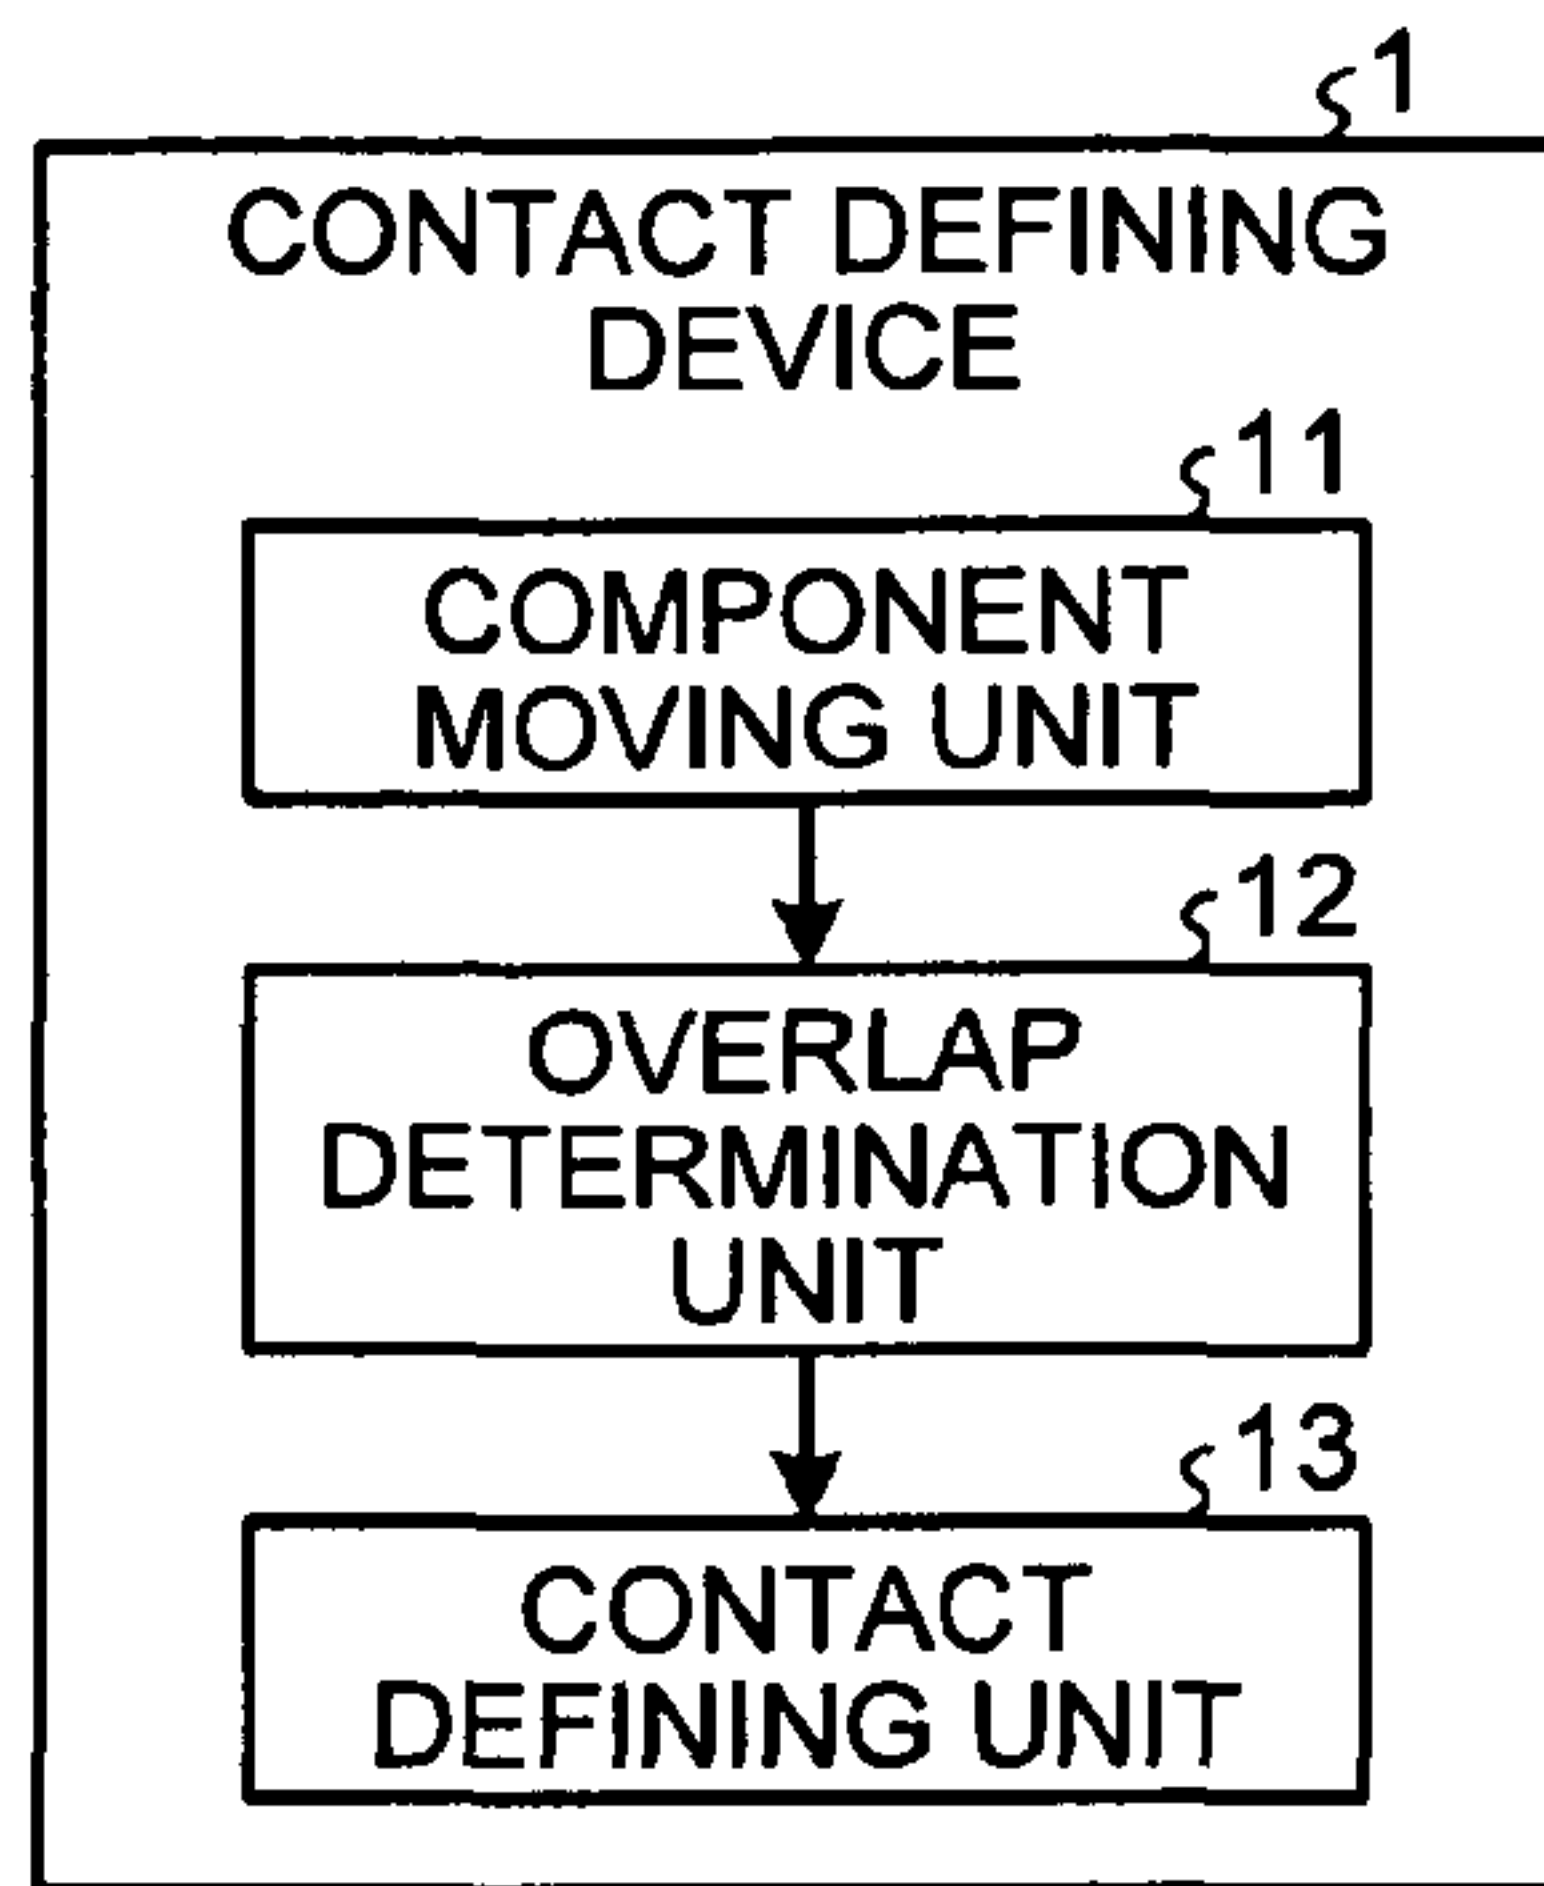 1
CONTACT DEFINING
DEVICE
11
COMPONENT
MOVING UNIT
12
OVERLAP
DETERMINATION
UNIT
13
CONTACT
DEFINING UNIT